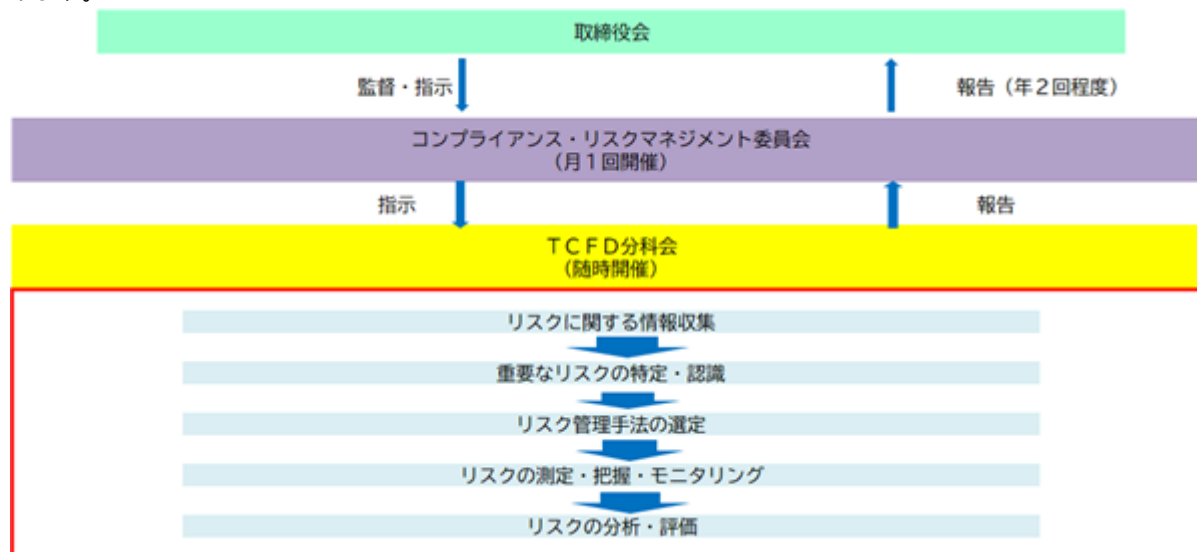 取締役会
監督・指示
報告（年２回程度）
コンプライアンス・リスクマネジメント委員会
（月１回開催）
指示
報告
ＴＣＦＤ分科会
（随時開催）
リスクに関する情報収集
重要なリスクの特定・認識
リスク管理手法の選定
リスクの測定・把握・モニタリング
リスクの分析・評価